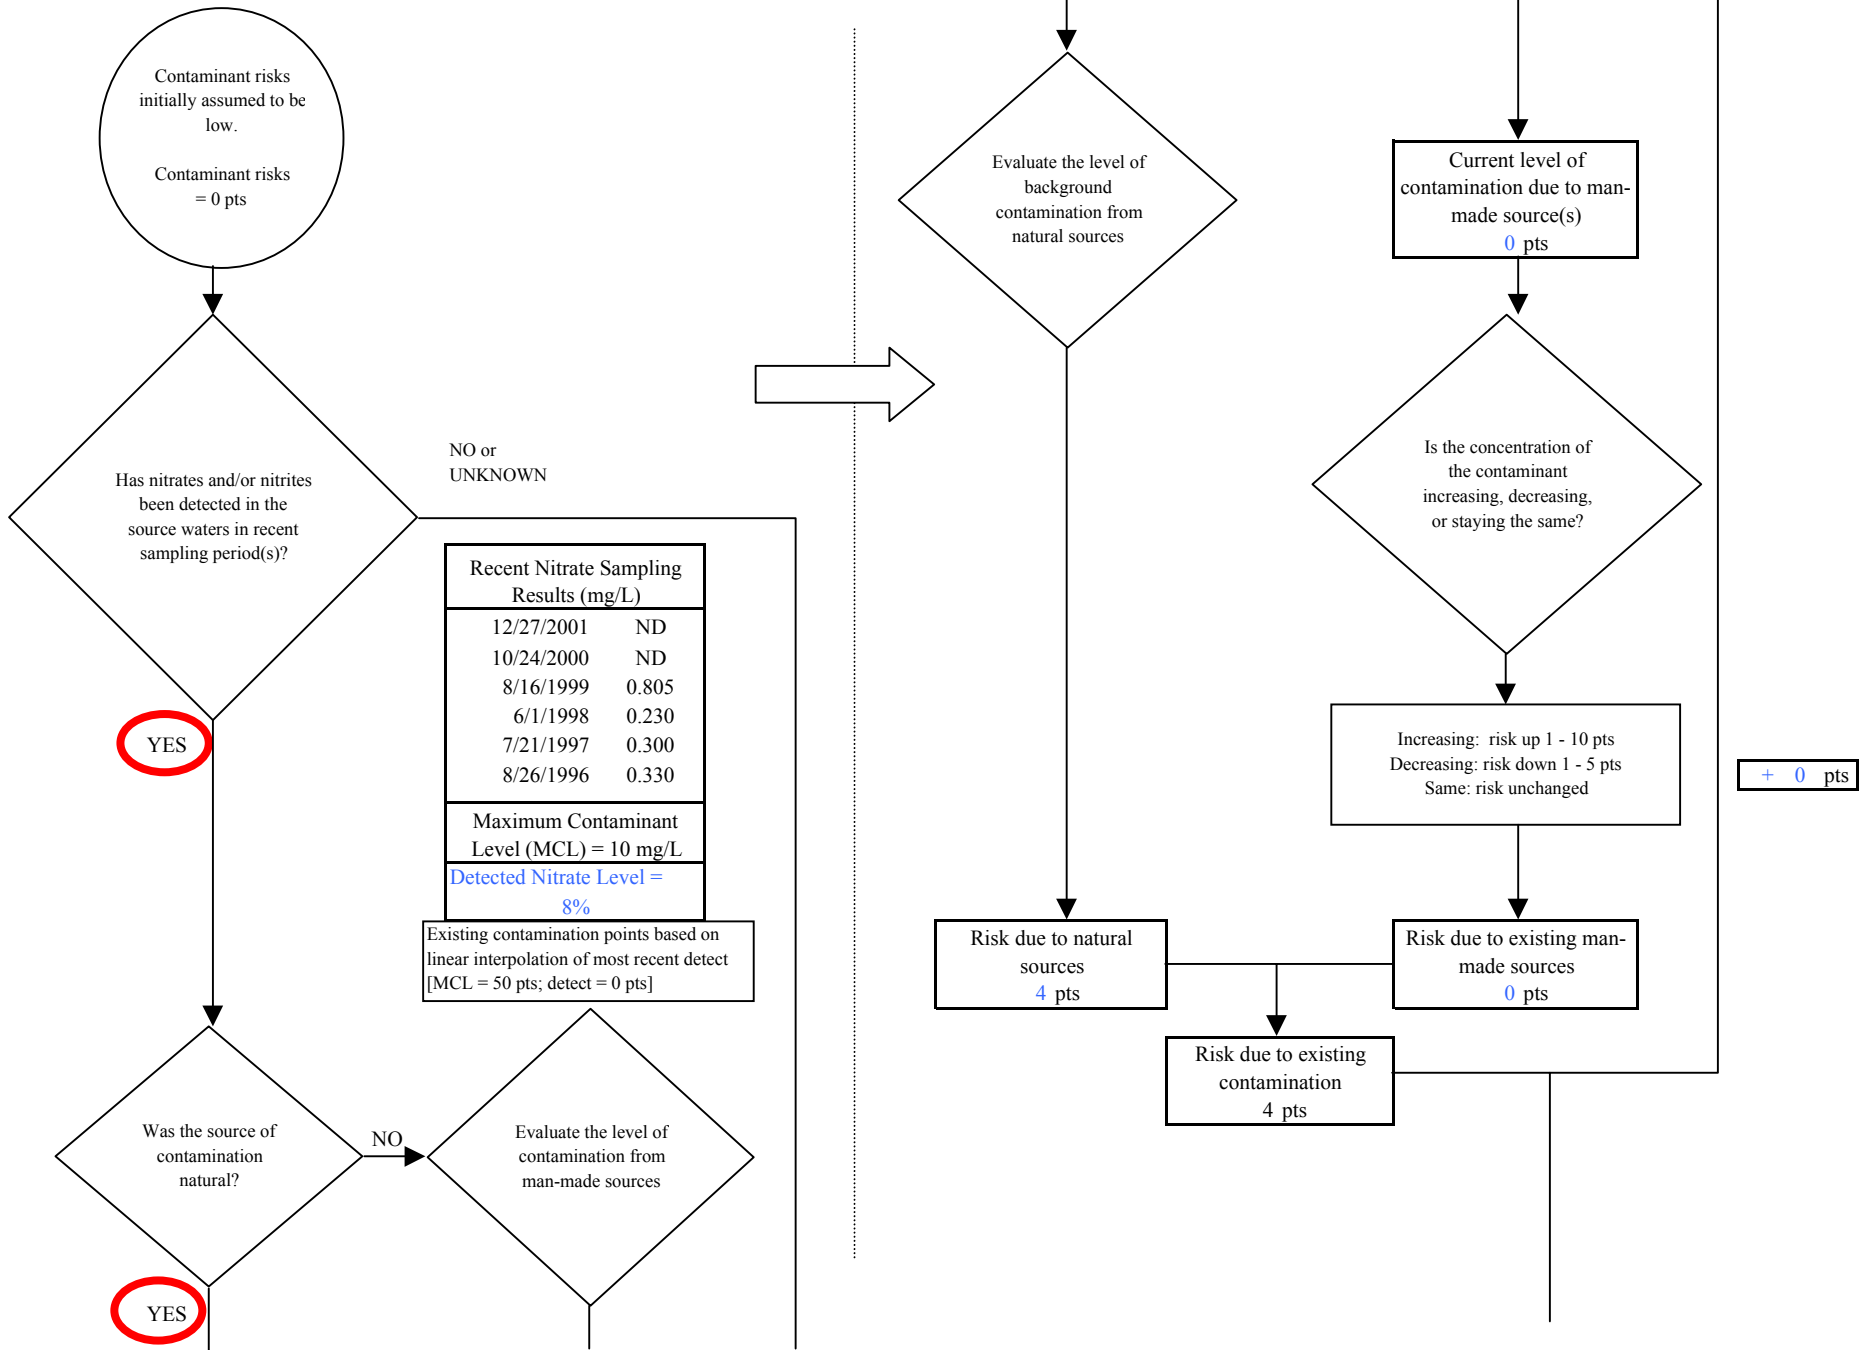 Contaminant risks
initially assumed to be
low.
Contaminant risks
= 0 pts
Has nitrates and/or nitrites
been detected in the
source waters in recent
sampling period(s)?
NO or
UNKNOWN
YES
Recent Nitrate Sampling
Results (mg/L)
12/27/2001 ND
10/24/2000 ND
8/16/1999 0.805
6/1/1998 0.230
7/21/1997 0.300
8/26/1996 0.330
Maximum Contaminant
Level (MCL) = 10 mg/L
Detected Nitrate Level =
8%
Existing contamination points based on
linear interpolation of most recent detect
[MCL = 50 pts; detect = 0 pts]
Was the source of
contamination
natural?
NO
Evaluate the level of
contamination from
man-made sources
YES
Evaluate the level of
background
contamination from
natural sources
Current level of
contamination due to man-
made source(s)
0 pts
Is the concentration of
the contaminant
increasing, decreasing,
or staying the same?
Increasing: risk up 1 - 10 pts
Decreasing: risk down 1 - 5 pts
Same: risk unchanged
+ 0 pts
Risk due to natural
sources
4 pts
Risk due to existing man-
made sources
0 pts
Risk due to existing
contamination
4 pts